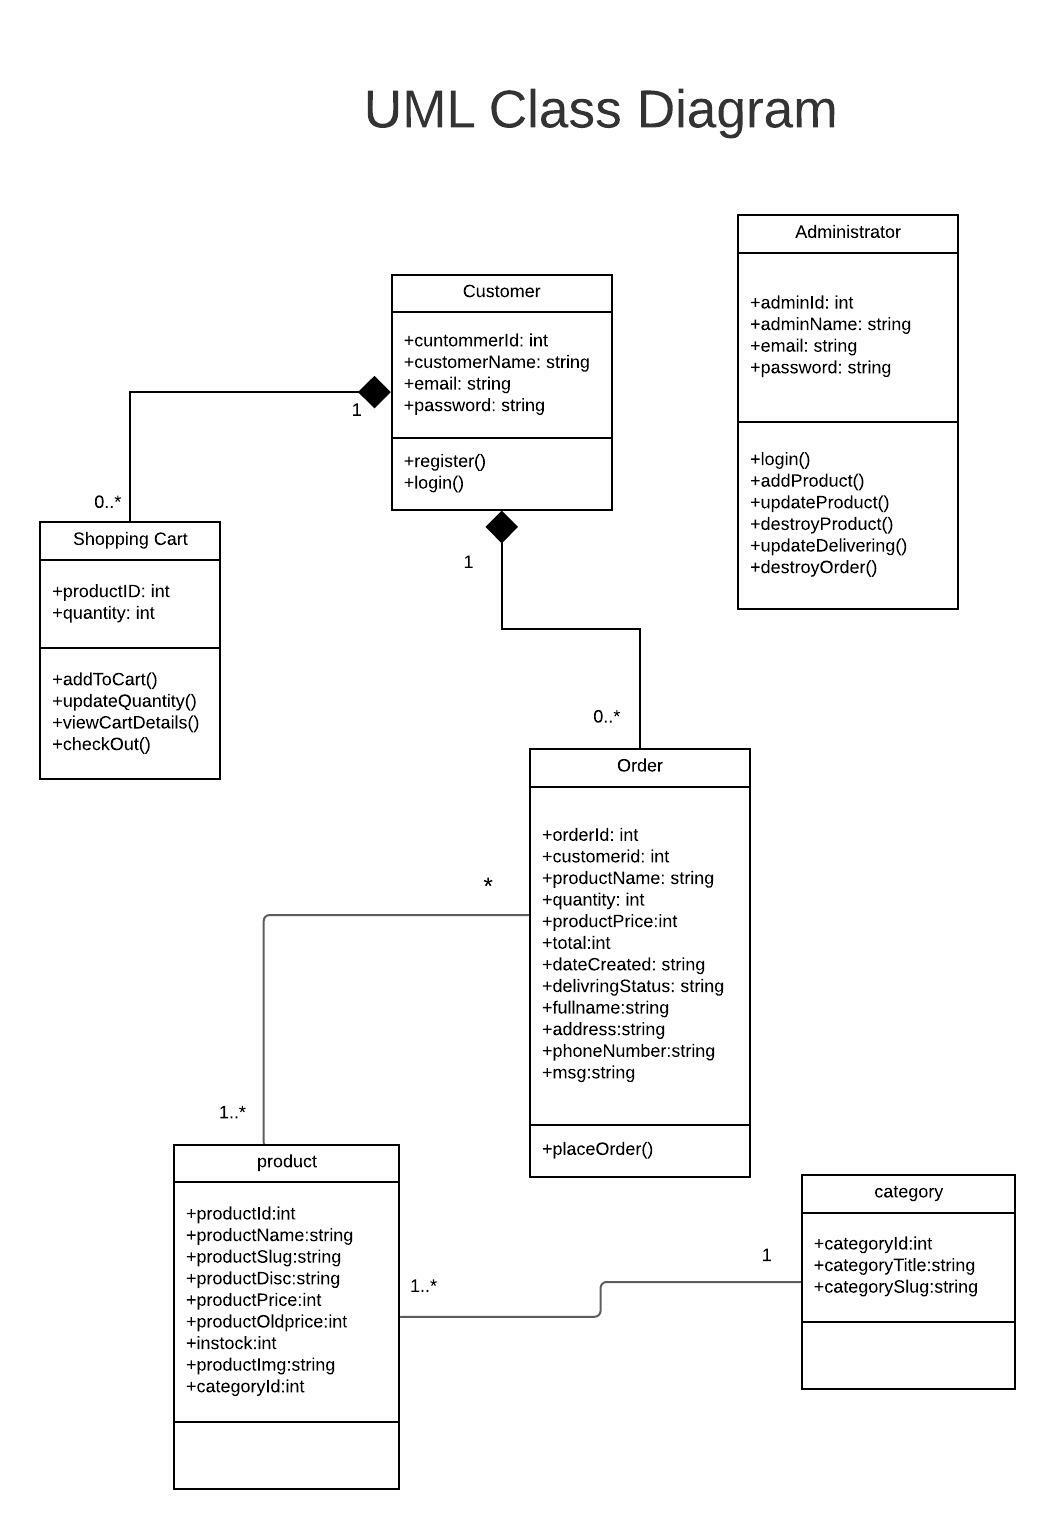 UML Class Diagram
Administrator
+adminId: int
+adminName: string
+email: string
+password: string
+login()
+addProduct()
+updateProduct()
+destroyProduct()
+updateDelivering()
+destroyOrder()
Customer
+cuntommerId: int
+customerName: string
+email: string
+password: string
+register()
+login()
1
0..*
Shopping Cart
+productID: int
+quantity: int
+addToCart()
+updateQuantity()
+viewCartDetails()
+checkOut()
1
0..*
Order
+orderId: int
+customerid: int
+productName: string
+quantity: int
+productPrice:int
+total:int
+dateCreated: string
+delivringStatus: string
+fullname:string
+address:string
+phoneNumber:string
+msg:string
+placeOrder()
*
1..*
product
+productId:int
+productName:string
+productSlug:string
+productDisc:string
+productPrice:int
+productOldprice:int
+instock:int
+productImg:string
+categoryId:int
1..*
1
category
+categoryId:int
+categoryTitle:string
+categorySlug:string